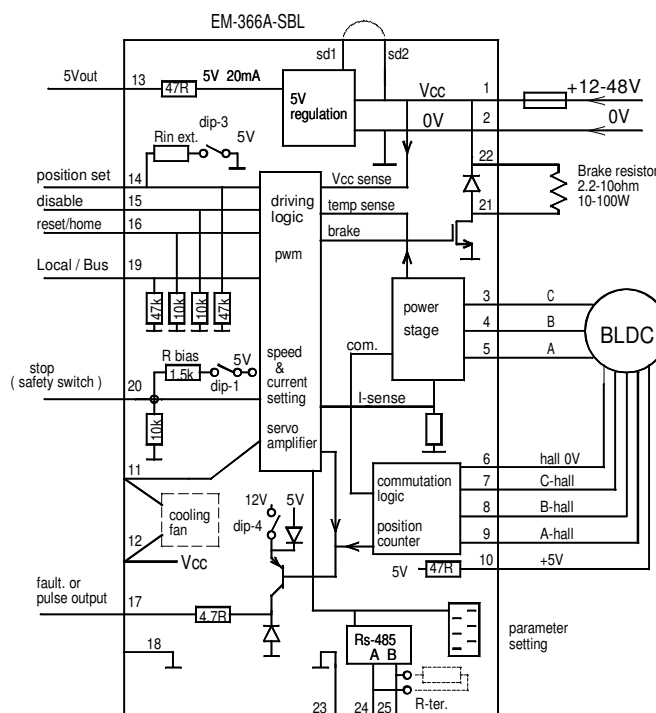 EM-366A-SBL
sd1
sd2
5Vout
13
47R
5V 20mA
5V
regulation
Vcc
1
+12-48V
0V
2
0V
dip-3
5V
Rin ext.
22
Brake resistor
2.2-10ohm
10-100W
21
position set
14
disable
15
reset/home
16
Local / Bus
19
driving
logic
pwm
Vcc sense
temp sense
brake
47k
10k
10k
47k
power
stage
3
C
4
B
5
A
BLDC
stop
( safety switch )
20
R bias
1.5k
5V
dip-1
10k
speed
&
current
setting
servo
amplifier
com.
I-sense
11
cooling
fan
12
Vcc
12V
5V
dip-4
commutation
logic
position
counter
6
hall 0V
7
C-hall
8
B-hall
9
A-hall
5V
47R
10
+5V
fault. or
pulse output
17
4.7R
18
Rs-485
A B
parameter
setting
R-ter.
23
24
25